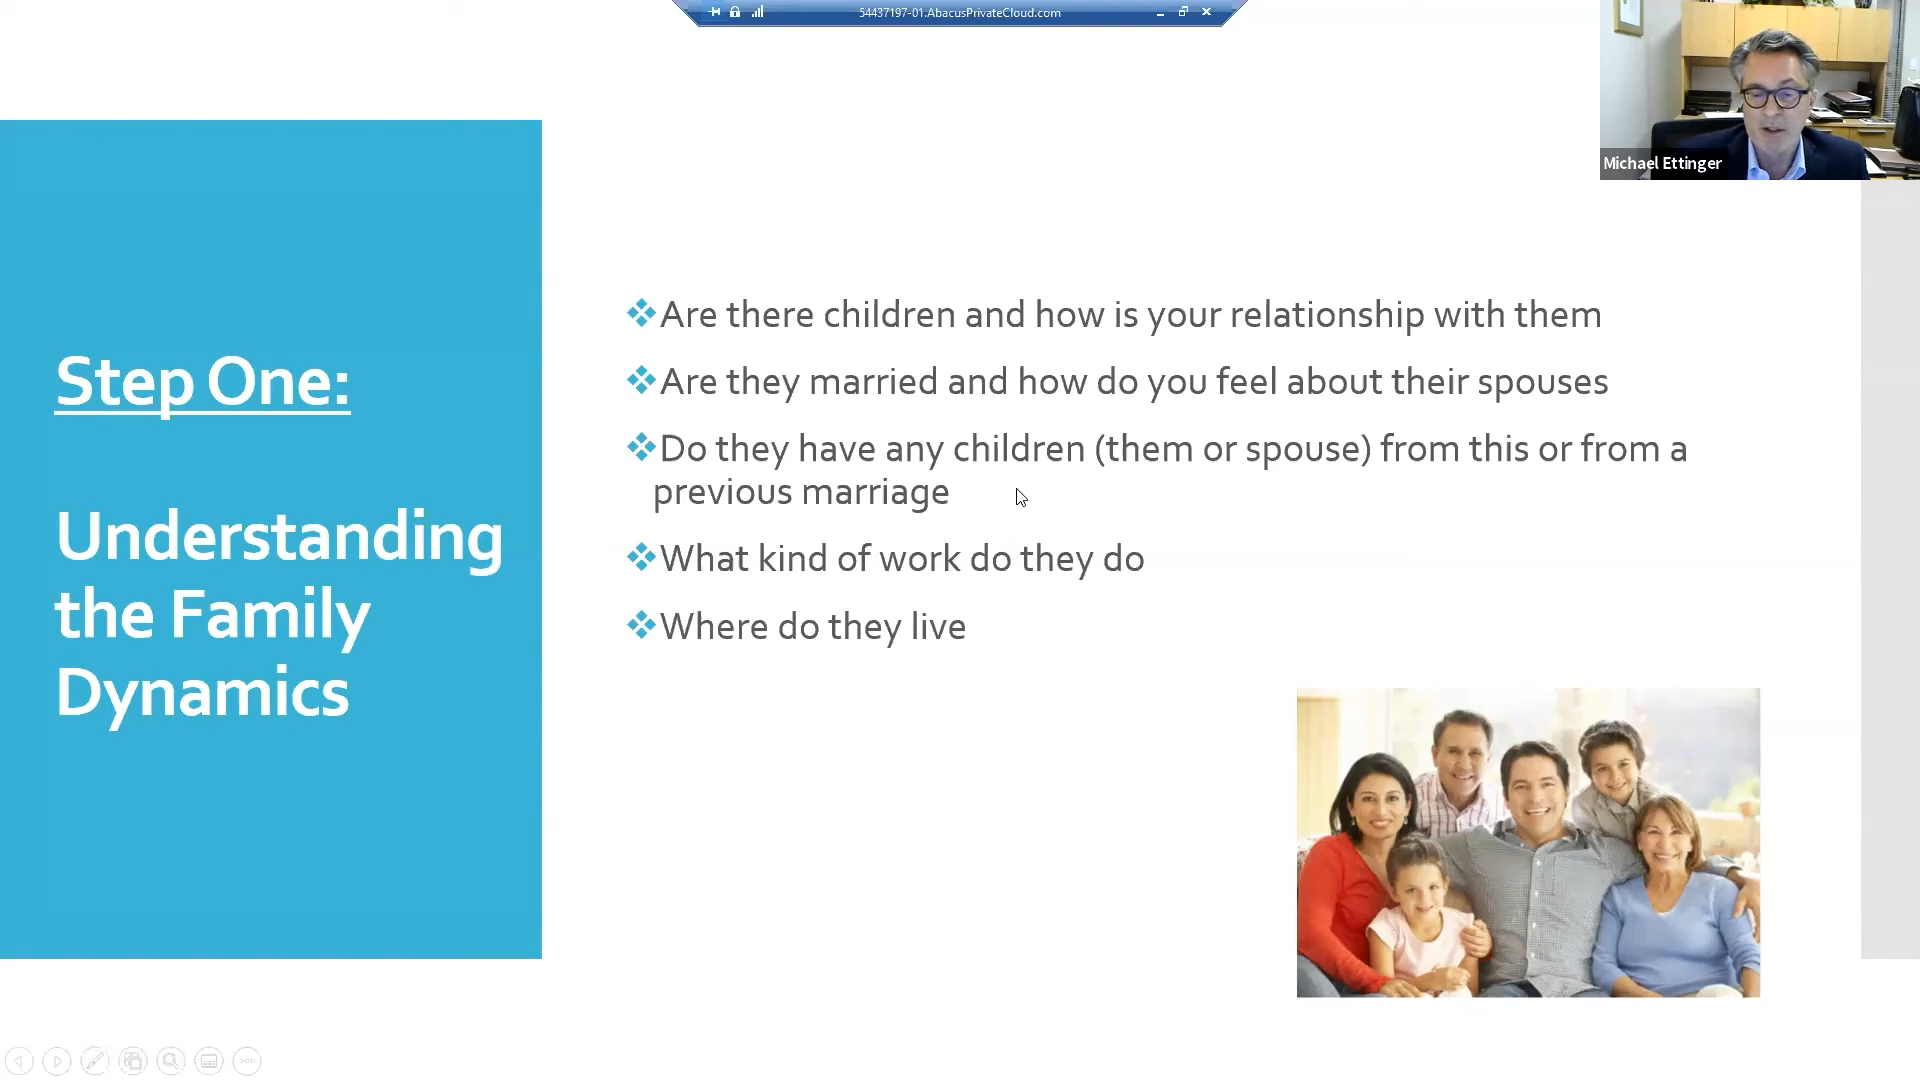 54437197-01.AbacusPrivateCloud.com
Michael Ettinger
Step One:
Understanding
the Family
Dynamics
Are there children and how is your relationship with them
Are they married and how do you feel about their spouses
Do they have any children (them or spouse) from this or from a
previous marriage
What kind of work do they do
Where do they live